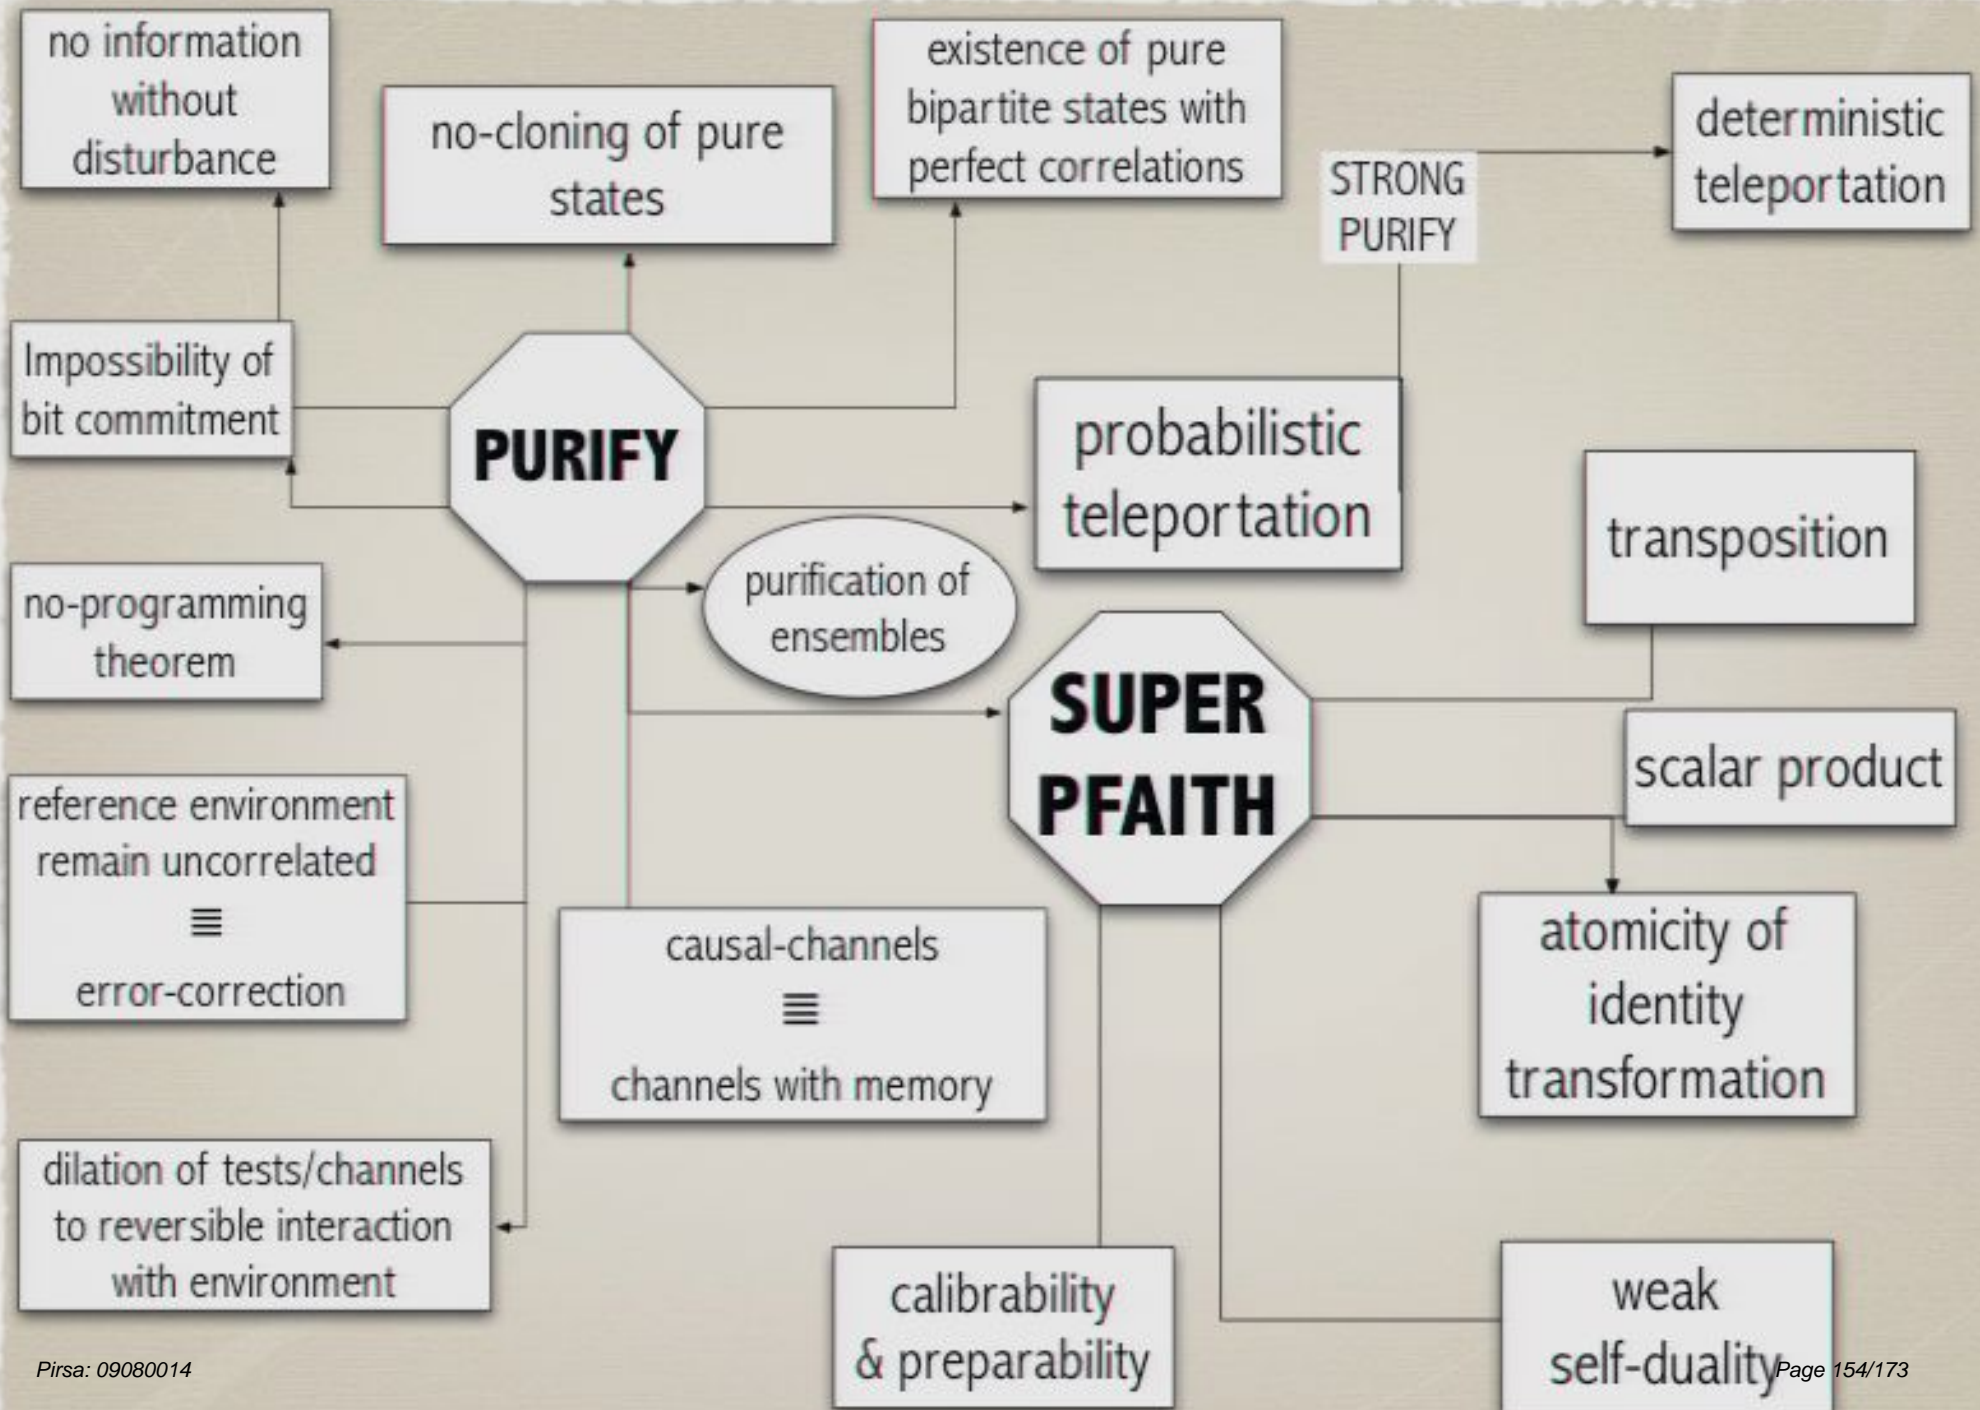 no information
without
disturbance
no-cloning of pure
states
existence of pure
bipartite states with
perfect correlations
STRONG
PURIFY
deterministic
teleportation
Impossibility of
bit commitment
PURIFY
probabilistic
teleportation
transposition
no-programming
theorem
purification of
ensembles
SUPER
PFAITH
scalar product
reference environment
remain uncorrelated
≣
error-correction
causal-channels
≣
channels with memory
atomicity of
identity
transformation
dilation of tests/channels
to reversible interaction
with environment
calibrability
& preparability
weak
self-duality
Pirsa: 09080014
Page 154/173